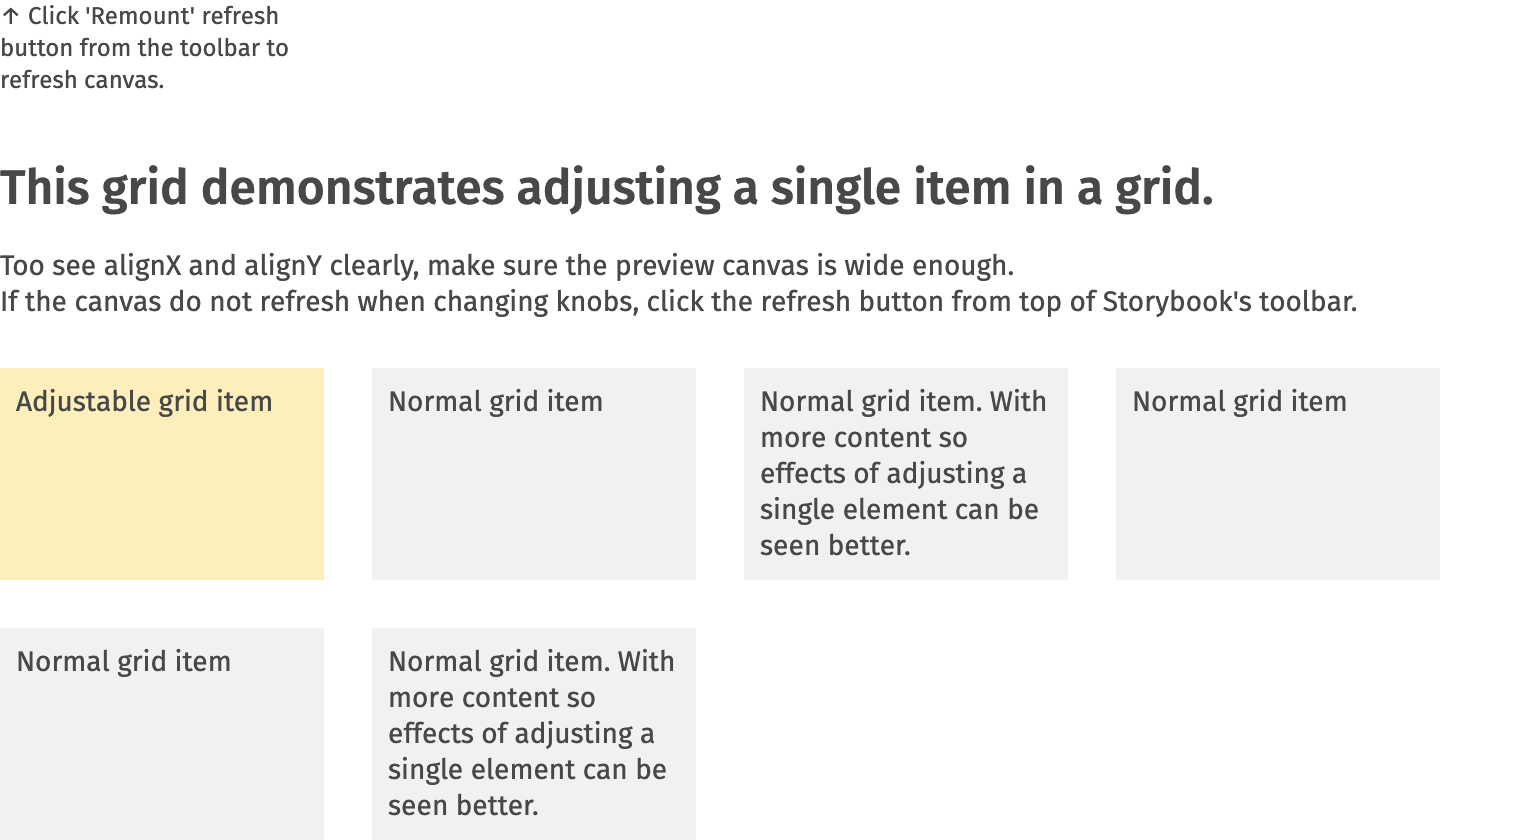 ↑ Click 'Remount' refresh
button from the toolbar to
refresh canvas.
This grid demonstrates adjusting a single item in a grid.
Too see alignX and alignY clearly, make sure the preview canvas is wide enough.
If the canvas do not refresh when changing knobs, click the refresh button from top of Storybook's toolbar.
Adjustable grid item
Normal grid item
Normal grid item. With
more content so
effects of adjusting a
single element can be
seen better.
Normal grid item
Normal grid item
Normal grid item. With
more content so
effects of adjusting a
single element can be
seen better.